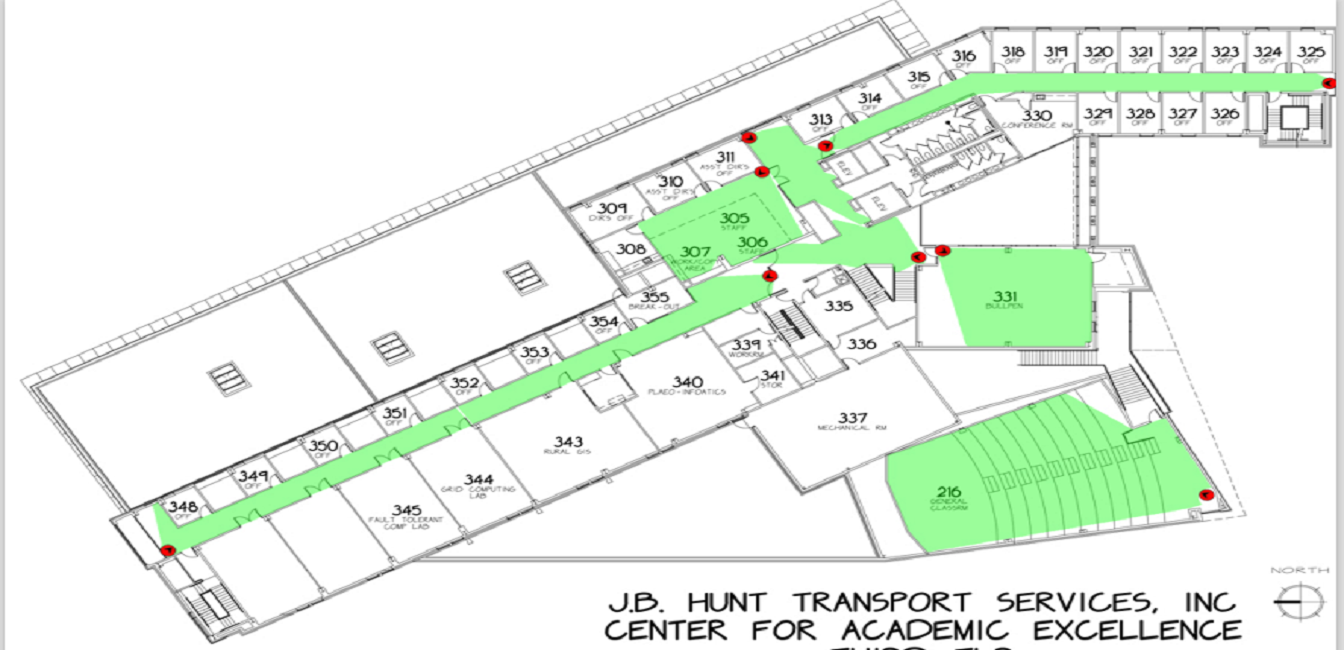 316
OFF
318
OFF
319
OFF
320
OFF
321
OFF
322
OFF
323
OFF
324
OFF
325
OFF
315
OFF
314
OFF
313
OFF
329
OFF
328
OFF
327
OFF
326
OFF
330
CONFERENCE RM
ELEV
ELEV
311
ASST DIR'S
OFF
310
ASST DIR'S
OFF
309
DIR'S OFF
308
305
STAFF
306
STAFF
307
WORK/COPY
AREA
355
BREAK-OUT
354
OFF
353
OFF
352
OFF
351
OFF
350
OFF
349
OFF
348
OFF
331
BULLPEN
335
336
339
WORKRM
341
STOR
340
337
MECHANICAL RM
343
RURAL GIS
344
GRID COMPUTING
LAB
345
FAULT TOLERANT
COMP LAB
216
GENERAL
CLASSRM
NORTH
J.B. HUNT TRANSPORT SERVICES, INC
CENTER FOR ACADEMIC EXCELLENCE